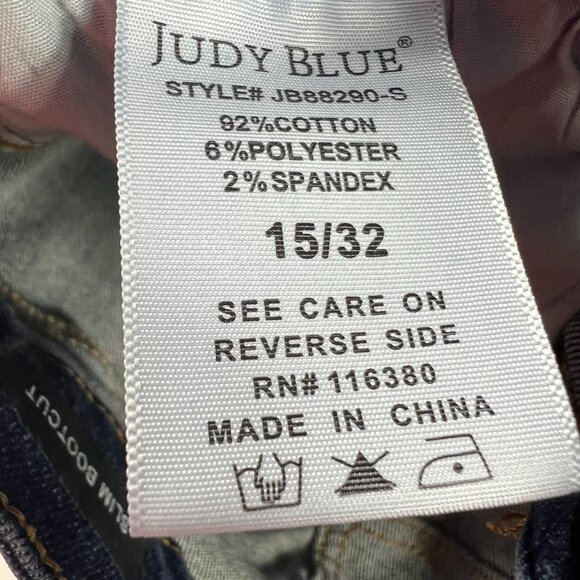 JUDY BLUE®
STYLE# JB88290-S
92%COTTON
6%POLYESTER
2%SPANDEX
15/32
SEE CARE ON
REVERSE SIDE
RN# 116380
MADE IN CHINA
SLIM BOOTCUT